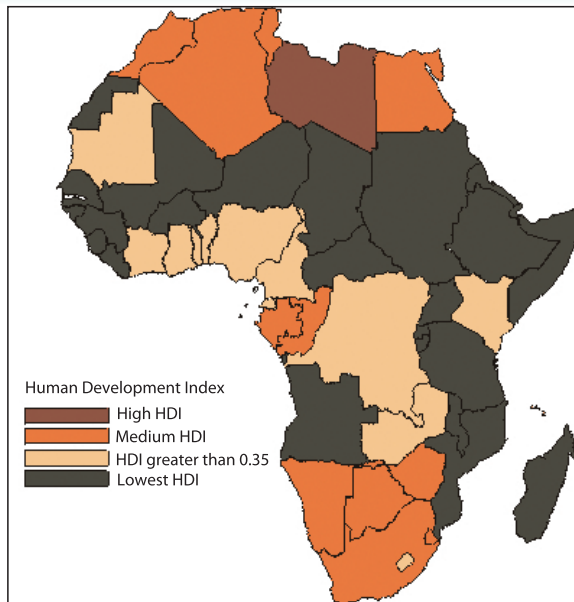 Human Development Index
High HDI
Medium HDI
HDI greater than 0.35
Lowest HDI